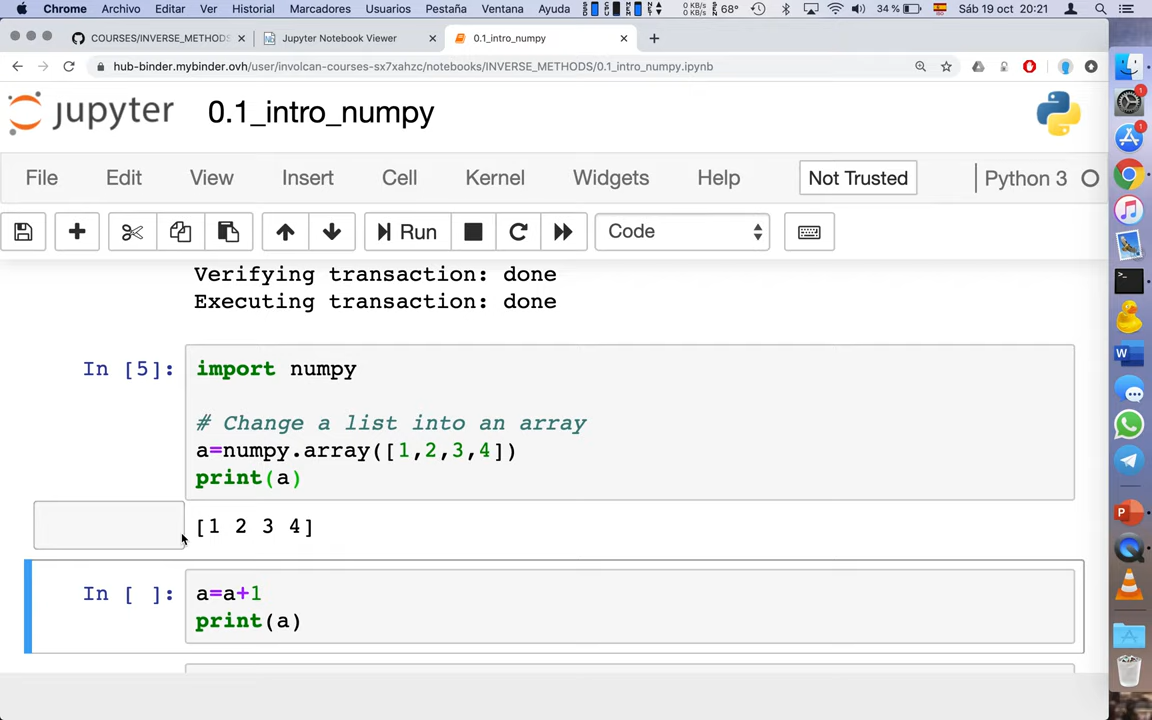 Chrome Archivo Editar Ver Historial Marcadores Usuarios Pestaña Ventana Ayuda 0 KB/s 0 KB/s 68° 34 % Sáb 19 oct 20:21
COURSES/INVERSE_METHODS Jupyter Notebook Viewer 0.1_intro_numpy
hub-binder.mybinder.ovh/user/involcan-courses-sx7xahzc/notebooks/INVERSE_METHODS/0.1_intro_numpy.ipynb
jupyter 0.1_intro_numpy
File Edit View Insert Cell Kernel Widgets Help Not Trusted Python 3
Run Code
Verifying transaction: done
Executing transaction: done
In [5]: import numpy
# Change a list into an array
a=numpy.array([1,2,3,4])
print(a)
[1 2 3 4]
In [ ]: a=a+1
print(a)